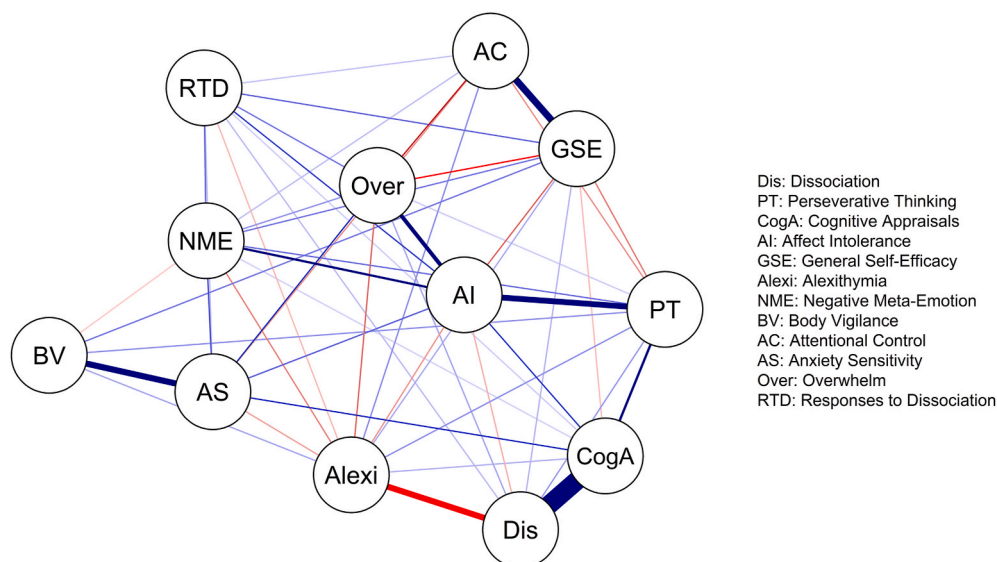 AC
RTD
GSE
Over
NME
AI
PT
BV
AS
CogA
Alexi
Dis
Dis: Dissociation
PT: Perseverative Thinking
CogA: Cognitive Appraisals
AI: Affect Intolerance
GSE: General Self-Efficacy
Alexi: Alexithymia
NME: Negative Meta-Emotion
BV: Body Vigilance
AC: Attentional Control
AS: Anxiety Sensitivity
Over: Overwhelm
RTD: Responses to Dissociation